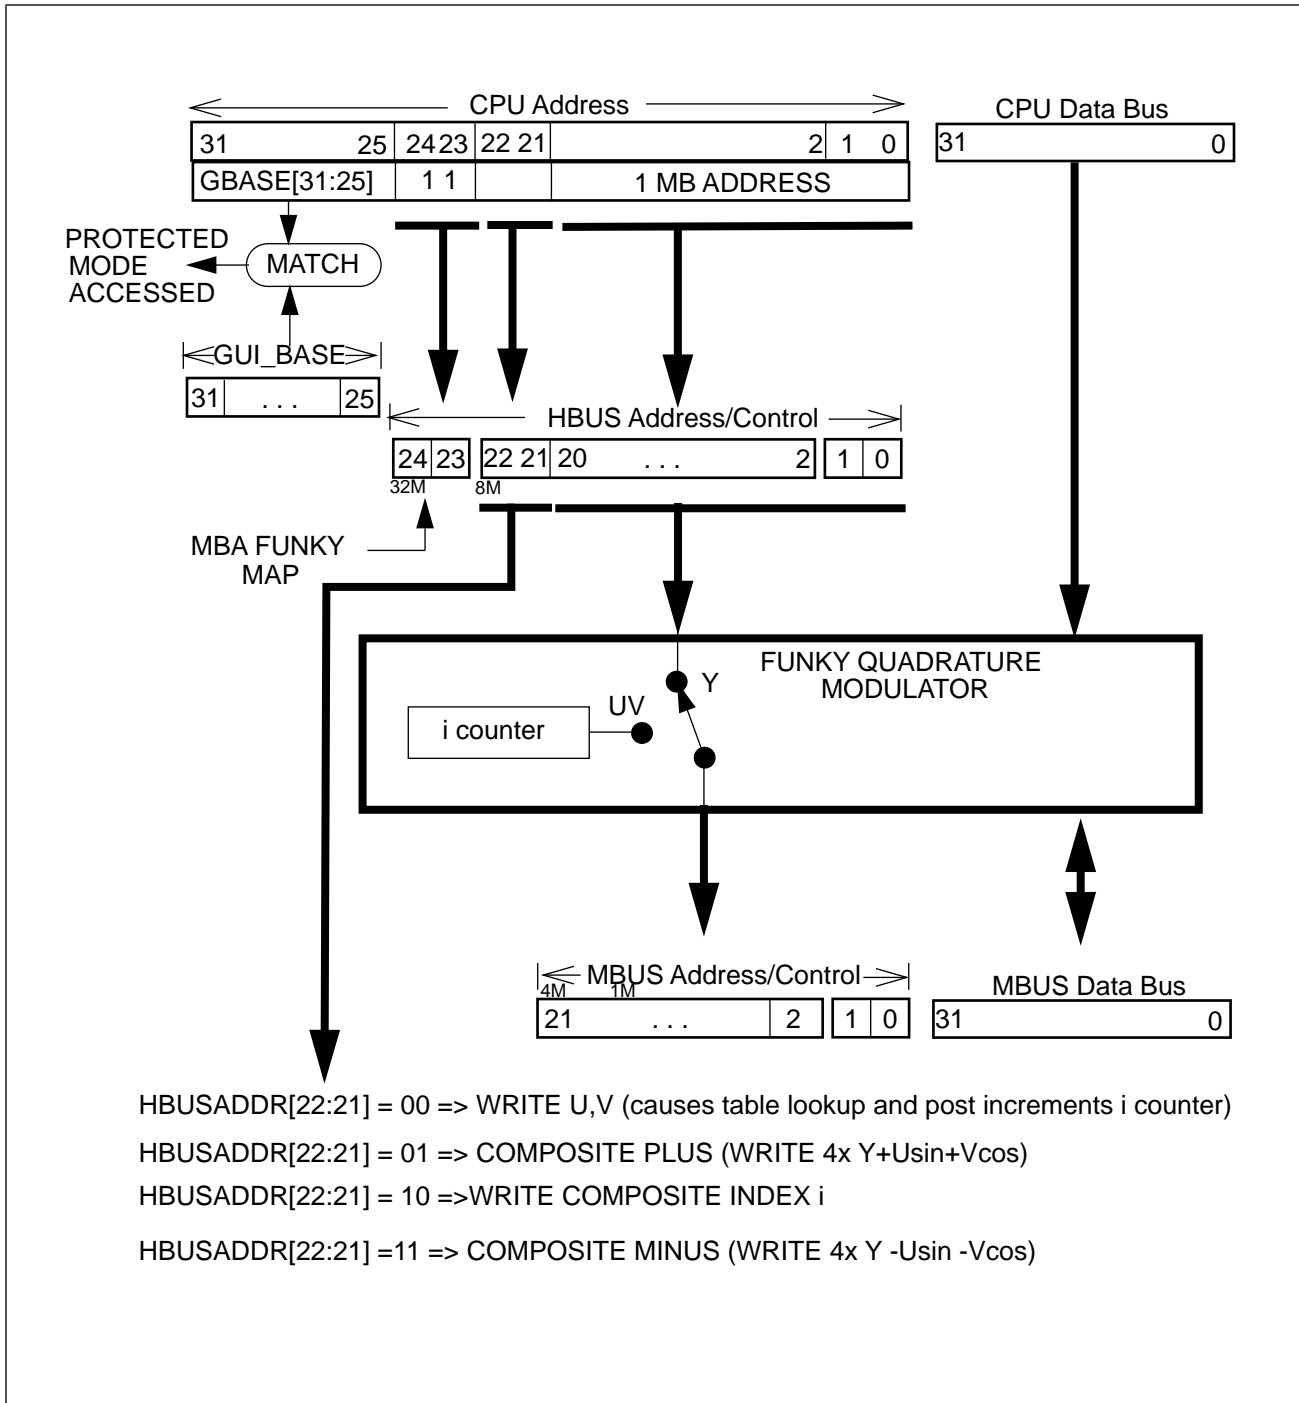 CPU Address
CPU Data Bus
31 25 24 23 22 21 2 1 0
31 0
GBASE[31:25] 1 1 1 MB ADDRESS
PROTECTED
MODE
ACCESSED
MATCH
GUI_BASE
31 . . . 25
HBUS Address/Control
24 23 22 21 20 . . . 2 1 0
32M 8M
MBA FUNKY
MAP
FUNKY QUADRATURE
MODULATOR
Y
UV
i counter
MBUS Address/Control
MBUS Data Bus
4M 1M
21 . . . 2 1 0
31 0
HBUSADDR[22:21] = 00 => WRITE U,V (causes table lookup and post increments i counter)
HBUSADDR[22:21] = 01 => COMPOSITE PLUS (WRITE 4x Y+Usin+Vcos)
HBUSADDR[22:21] = 10 =>WRITE COMPOSITE INDEX i
HBUSADDR[22:21] =11 => COMPOSITE MINUS (WRITE 4x Y -Usin -Vcos)